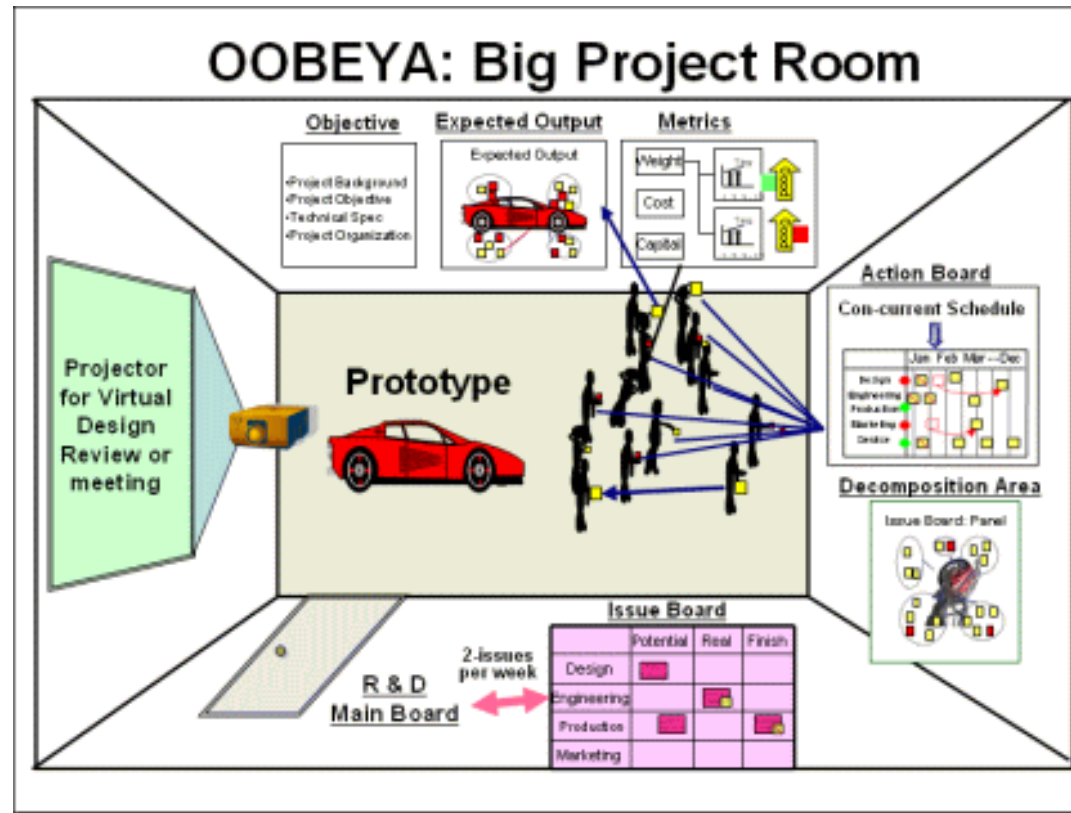 OOBEYA: Big Project Room
Objective
•Project Background
•Project Objective
•Technical Spec
•Project Organization
Expected Output
Expected Output
Metrics
Weight
Cost
Capital
Action Board
Con-current Schedule
Jan Feb Mar ---Dec
Design
Engineering
Production
Marketing
Service
Projector
for Virtual
Design
Review or
meeting
Prototype
Decomposition Area
Issue Board: Panel
R & D
Main Board
2-issues
per week
Issue Board
Potential Real Finish
Design
Engineering
Production
Marketing